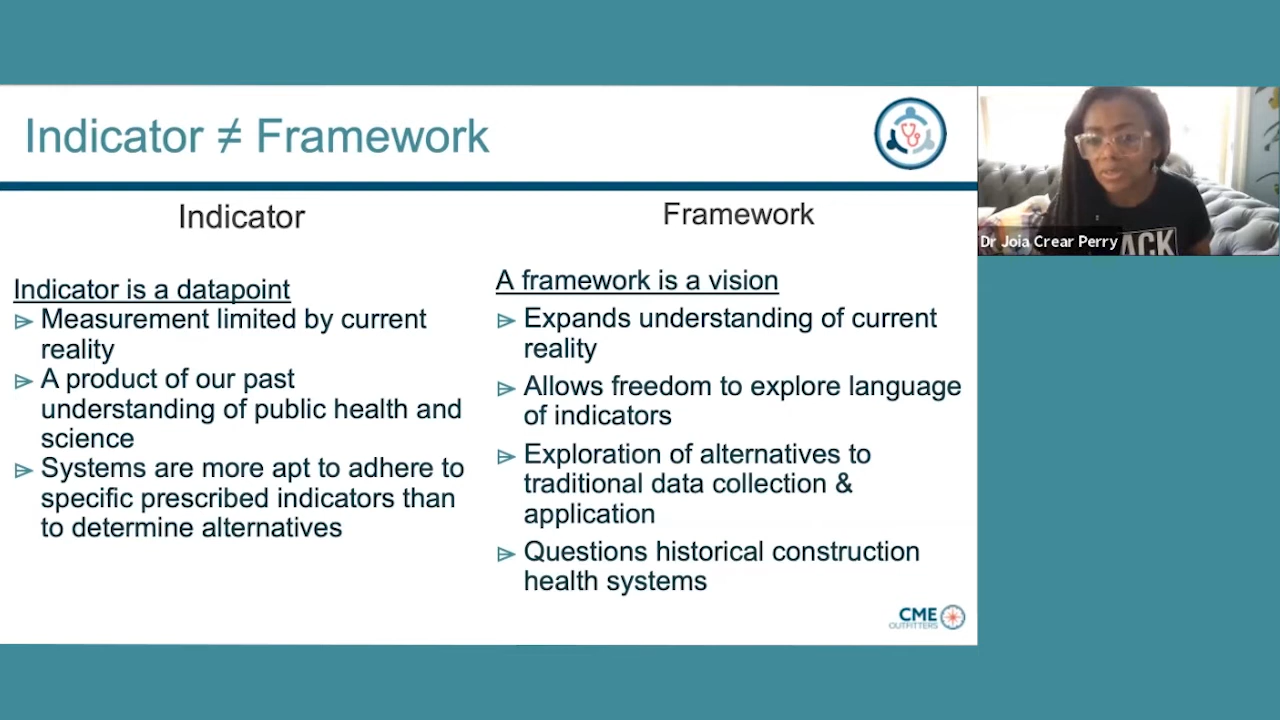 Indicator ≠ Framework
Indicator
Indicator is a datapoint
Measurement limited by current
reality
A product of our past
understanding of public health and
science
Systems are more apt to adhere to
specific prescribed indicators than
to determine alternatives
Framework
A framework is a vision
Expands understanding of current
reality
Allows freedom to explore language
of indicators
Exploration of alternatives to
traditional data collection &
application
Questions historical construction
health systems
CME
OUTFITTERS
Dr Joia Crear Perry
ACK